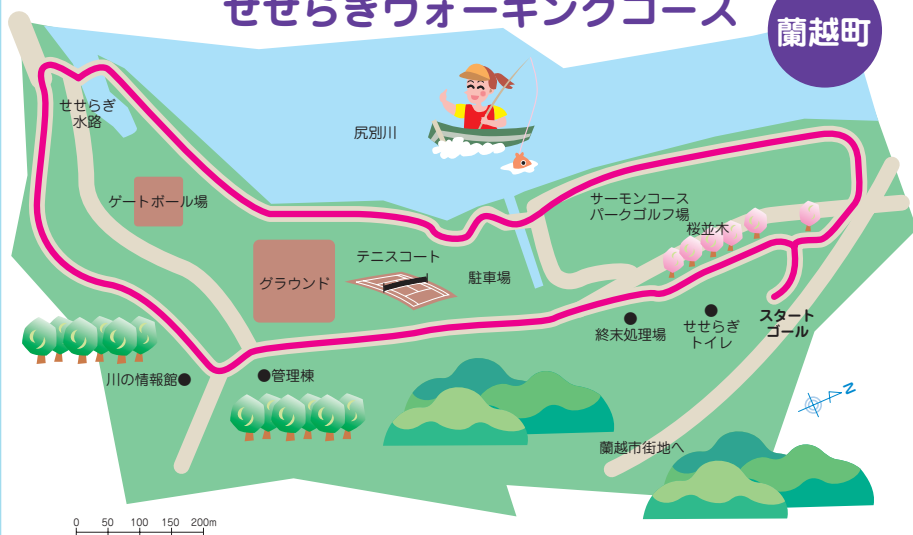 せせらぎウォーキングコース
蘭越町
せせらぎ
水路
尻別川
ゲートボール場
サーモンコース
パークゴルフ場
桜並木
テニスコート
グラウンド
駐車場
スタート
ゴール
終末処理場
せせらぎ
トイレ
川の情報館
管理棟
N
蘭越市街地へ
0 50 100 150 200m